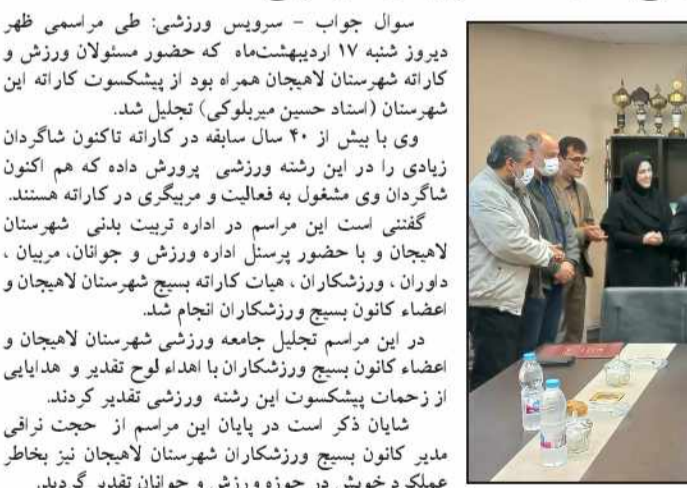 سوال جواب - سرویس ورزشی: طی مراسمی ظهر
دیروز شنبه ۱۷ اردیبهشت‌ماه که حضور مسئولان ورزش و
کاراته شهرستان لاهیجان همراه بود از پیشکسوت کاراته این
شهرستان (استاد حسین میربلوکی) تجلیل شد.
وی با بیش از ۴۰ سال سابقه در کاراته تاکنون شاگردان
زیادی را در این رشته ورزشی پرورش داده که هم اکنون
شاگردان وی مشغول به فعالیت و مربیگری در کاراته هستند.
گفتنی است این مراسم در اداره تربیت بدنی شهرستان
لاهیجان و با حضور پرسنل اداره ورزش و جوانان، مربیان ،
داوران ، ورزشکاران ، هیات کاراته بسیج شهرستان لاهیجان و
اعضاء کانون بسیج ورزشکاران انجام شد.
در این مراسم تجلیل جامعه ورزشی شهرستان لاهیجان و
اعضاء کانون بسیج ورزشکاران با اهداء لوح تقدیر و هدایایی
از زحمات پیشکسوت این رشته ورزشی تقدیر کردند.
شایان ذکر است در پایان این مراسم از حجت نراقی
مدیر کانون بسیج ورزشکاران شهرستان لاهیجان نیز بخاطر
عملکرد خویش در حوزه ورزش و جوانان تقدیر گردید.